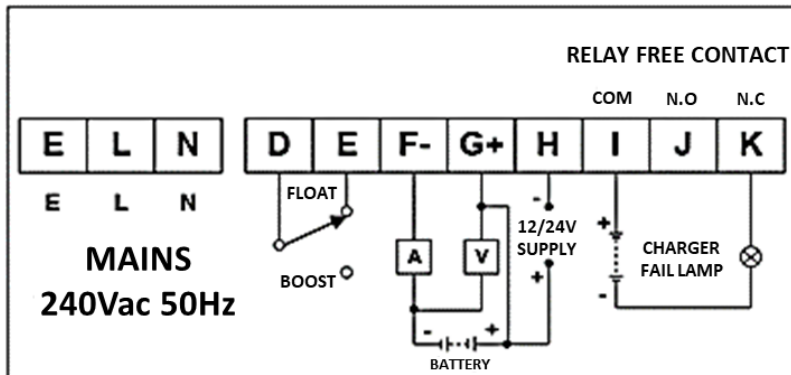 RELAY FREE CONTACT
COM N.O N.C
E L N D E F- G+ H I J K
E L N
FLOAT
BOOST
MAINS
240Vac 50Hz
A V
-
12/24V
SUPPLY
+
- +
BATTERY
+
CHARGER
FAIL LAMP
-